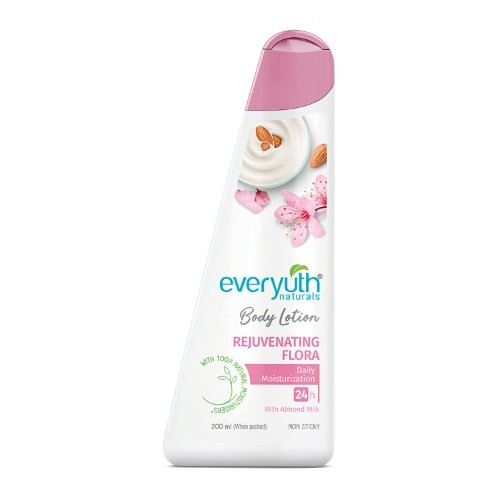 everyuth®
naturals
Body Lotion
REJUVENATING
FLORA
Daily
Moisturization
24h
With Almond Milk
WITH 100% NATURAL MOISTURISERS*
200 ml (When packed)
NON STICKY